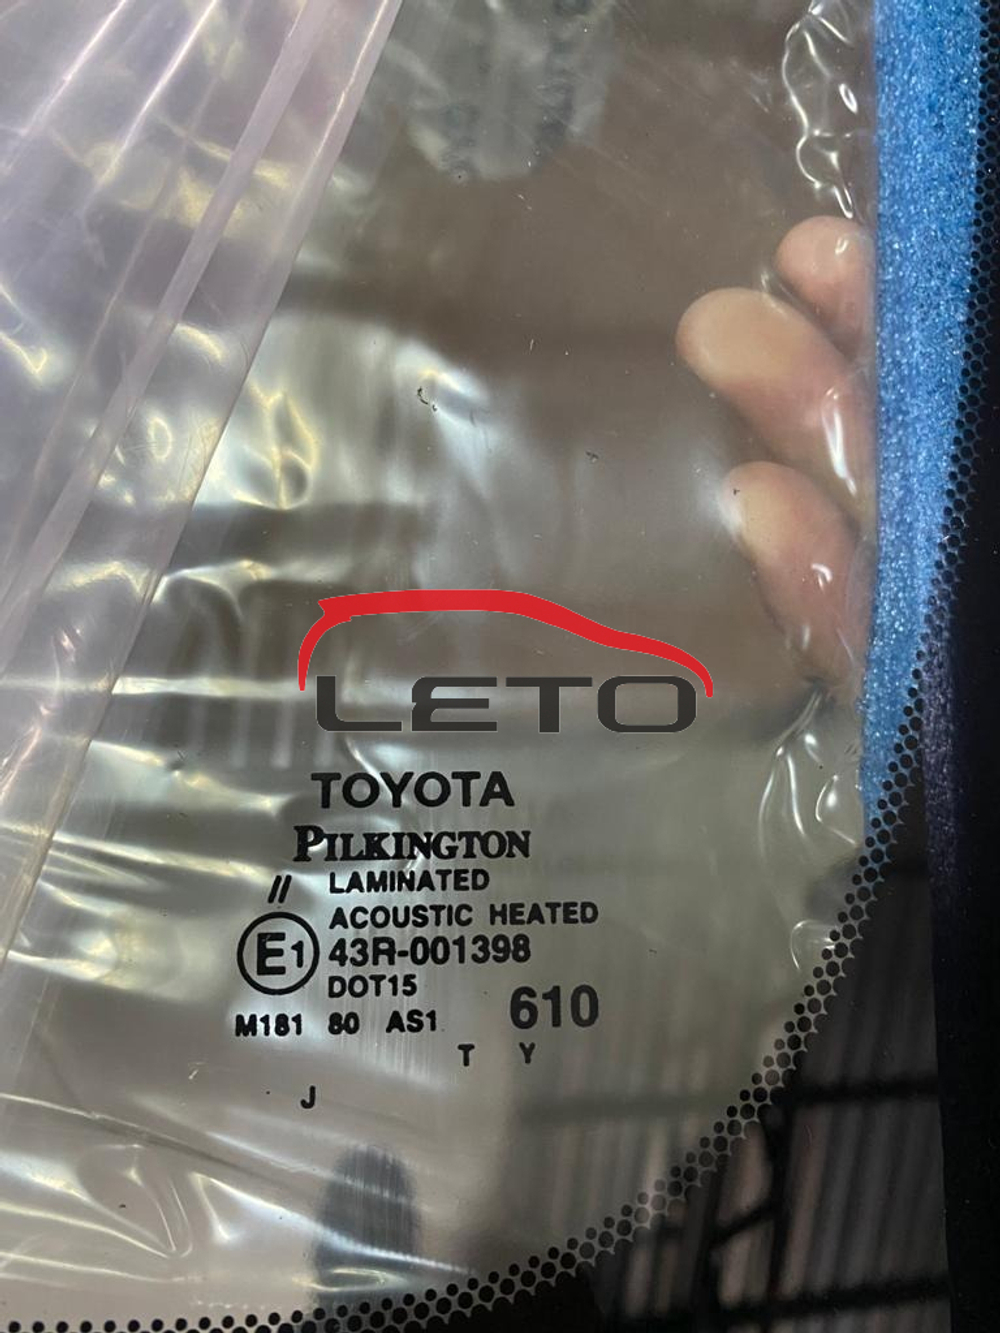 LETO
TOYOTA
PILKINGTON
// LAMINATED
ACOUSTIC HEATED
E1 43R-001398
DOT15
M181 80 AS1 610
T Y
J